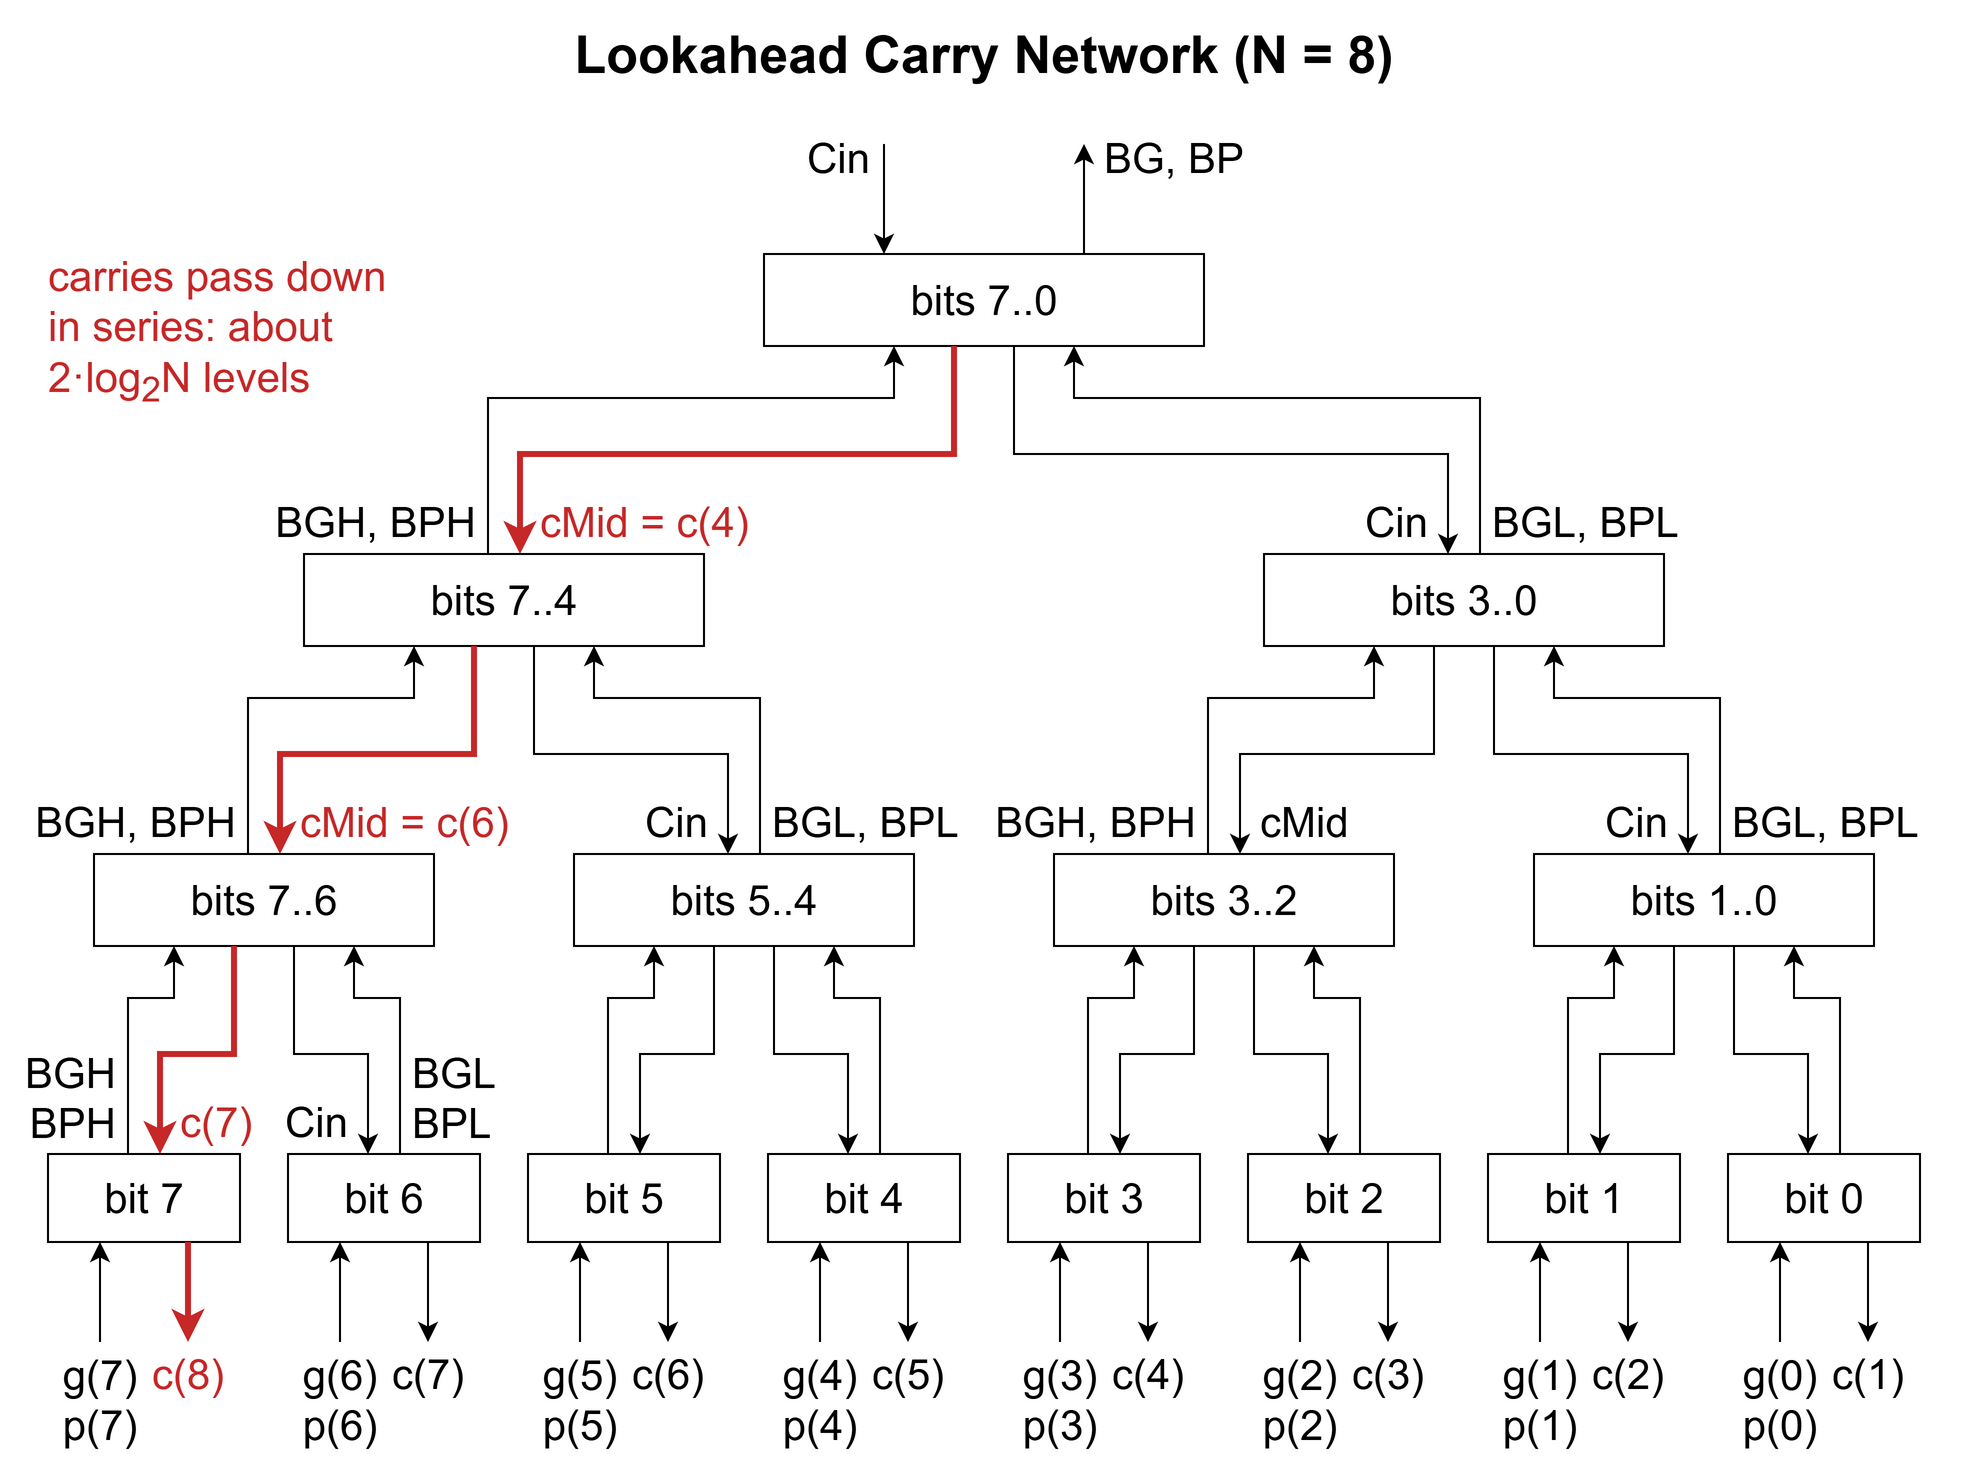 Lookahead Carry Network (N = 8)
Cin
BG, BP
bits 7..0
carries pass down
in series: about
2·log₂N levels
BGH, BPH
cMid = c(4)
Cin
BGL, BPL
bits 7..4
bits 3..0
BGH, BPH
cMid = c(6)
Cin
BGL, BPL
BGH, BPH
cMid
Cin
BGL, BPL
bits 7..6
bits 5..4
bits 3..2
bits 1..0
BGH
BPH
c(7)
Cin
BGL
BPL
bit 7
bit 6
bit 5
bit 4
bit 3
bit 2
bit 1
bit 0
g(7)
p(7)
c(8)
g(6)
p(6)
c(7)
g(5)
p(5)
c(6)
g(4)
p(4)
c(5)
g(3)
p(3)
c(4)
g(2)
p(2)
c(3)
g(1)
p(1)
c(2)
g(0)
p(0)
c(1)